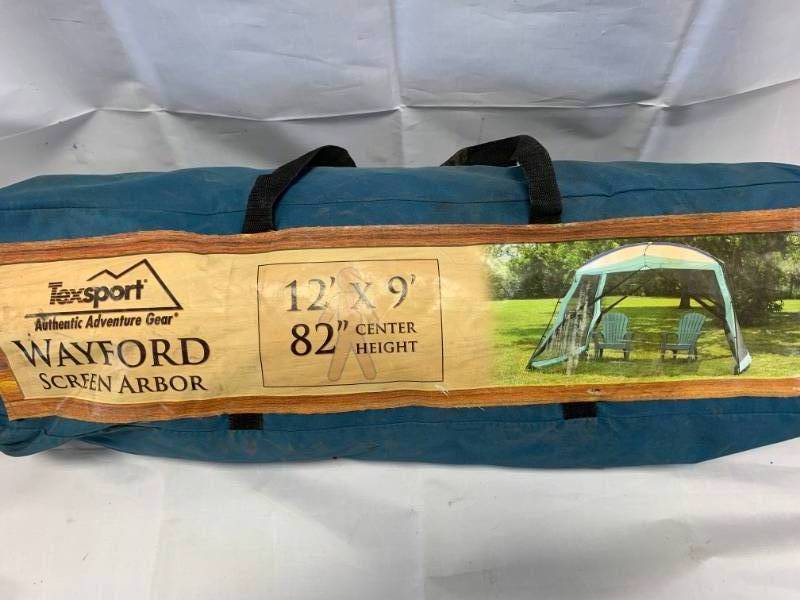 Texsport®
Authentic Adventure Gear®
WAYFORD
SCREEN ARBOR
12' X 9'
82" CENTER
HEIGHT